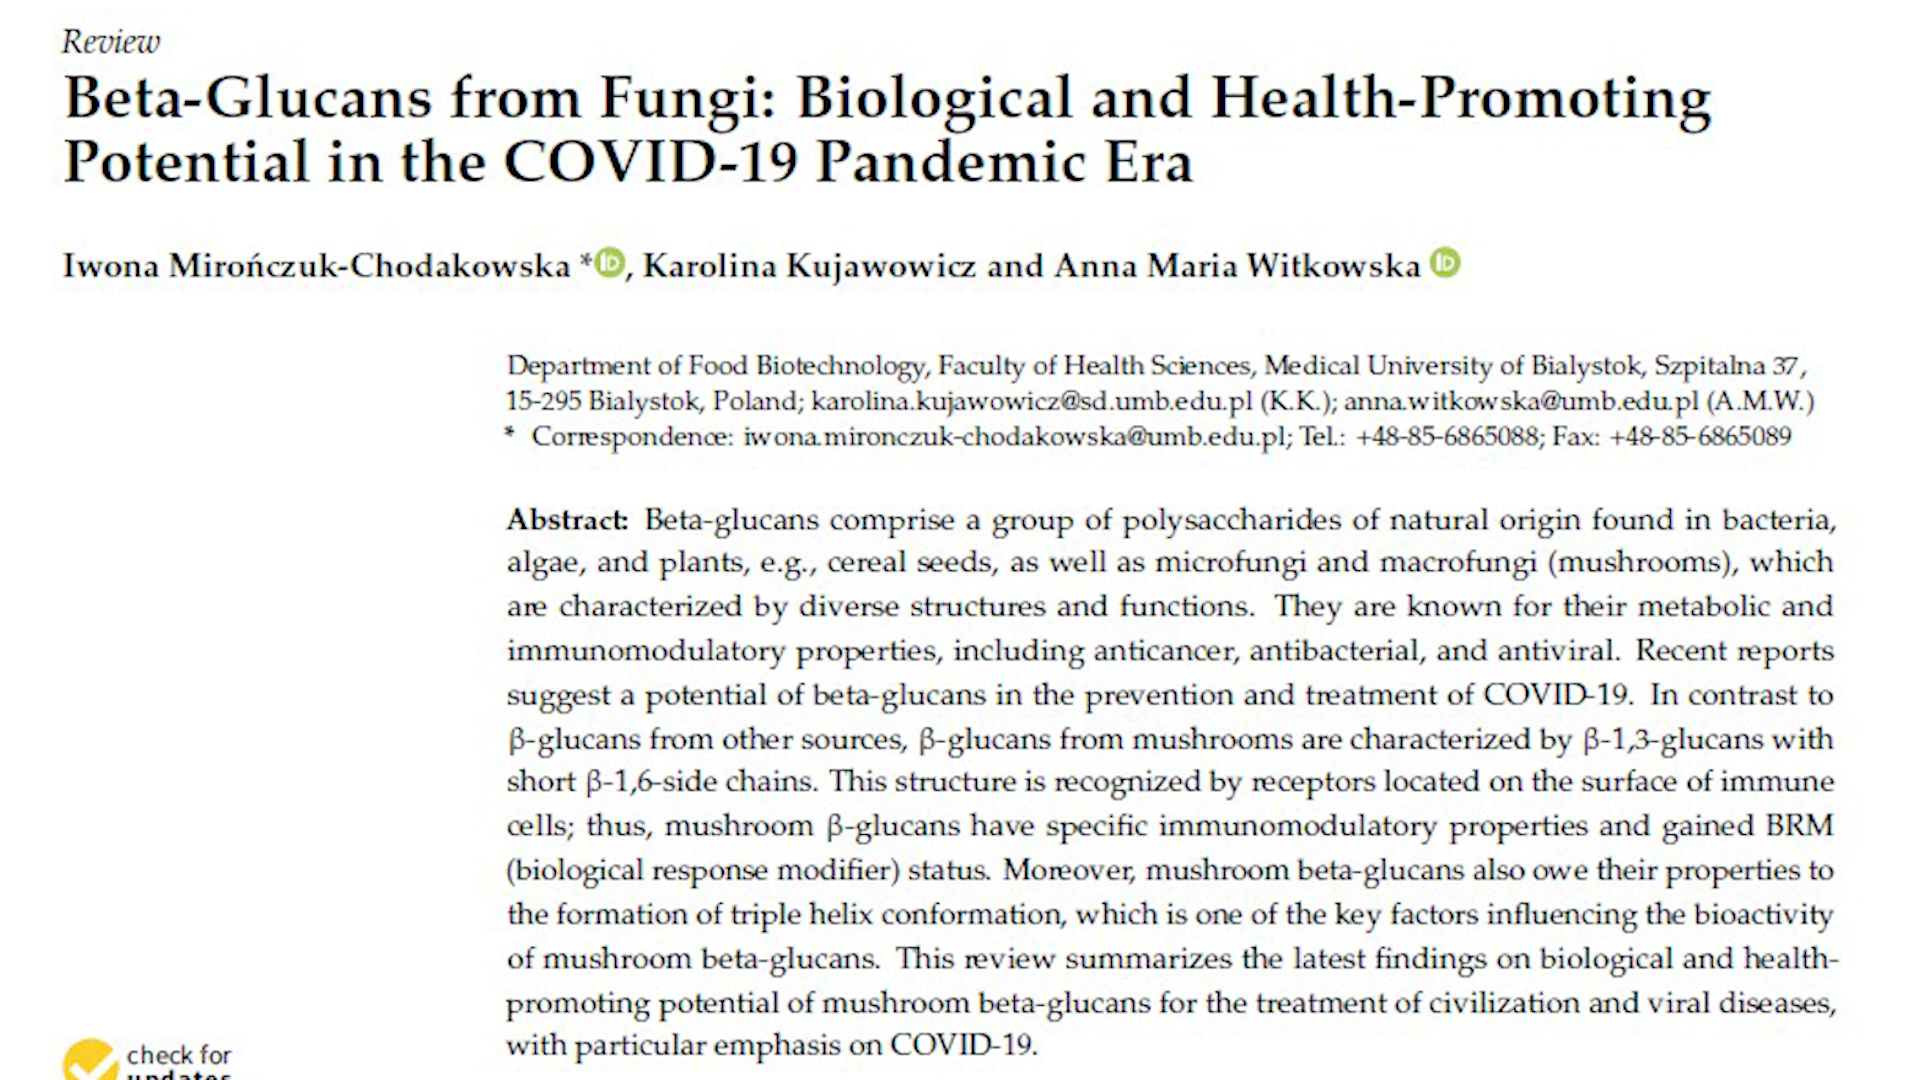 Review
Beta-Glucans from Fungi: Biological and Health-Promoting
Potential in the COVID-19 Pandemic Era
Iwona Mirończuk-Chodakowska * iD, Karolina Kujawowicz and Anna Maria Witkowska iD
Department of Food Biotechnology, Faculty of Health Sciences, Medical University of Bialystok, Szpitalna 37,
15-295 Bialystok, Poland; karolina.kujawowicz@sd.umb.edu.pl (K.K.); anna.witkowska@umb.edu.pl (A.M.W.)
* Correspondence: iwona.mironczuk-chodakowska@umb.edu.pl; Tel.: +48-85-6865088; Fax: +48-85-6865089
Abstract: Beta-glucans comprise a group of polysaccharides of natural origin found in bacteria,
algae, and plants, e.g., cereal seeds, as well as microfungi and macrofungi (mushrooms), which
are characterized by diverse structures and functions. They are known for their metabolic and
immunomodulatory properties, including anticancer, antibacterial, and antiviral. Recent reports
suggest a potential of beta-glucans in the prevention and treatment of COVID-19. In contrast to
β-glucans from other sources, β-glucans from mushrooms are characterized by β-1,3-glucans with
short β-1,6-side chains. This structure is recognized by receptors located on the surface of immune
cells; thus, mushroom β-glucans have specific immunomodulatory properties and gained BRM
(biological response modifier) status. Moreover, mushroom beta-glucans also owe their properties to
the formation of triple helix conformation, which is one of the key factors influencing the bioactivity
of mushroom beta-glucans. This review summarizes the latest findings on biological and health-
promoting potential of mushroom beta-glucans for the treatment of civilization and viral diseases,
with particular emphasis on COVID-19.
check for
updates